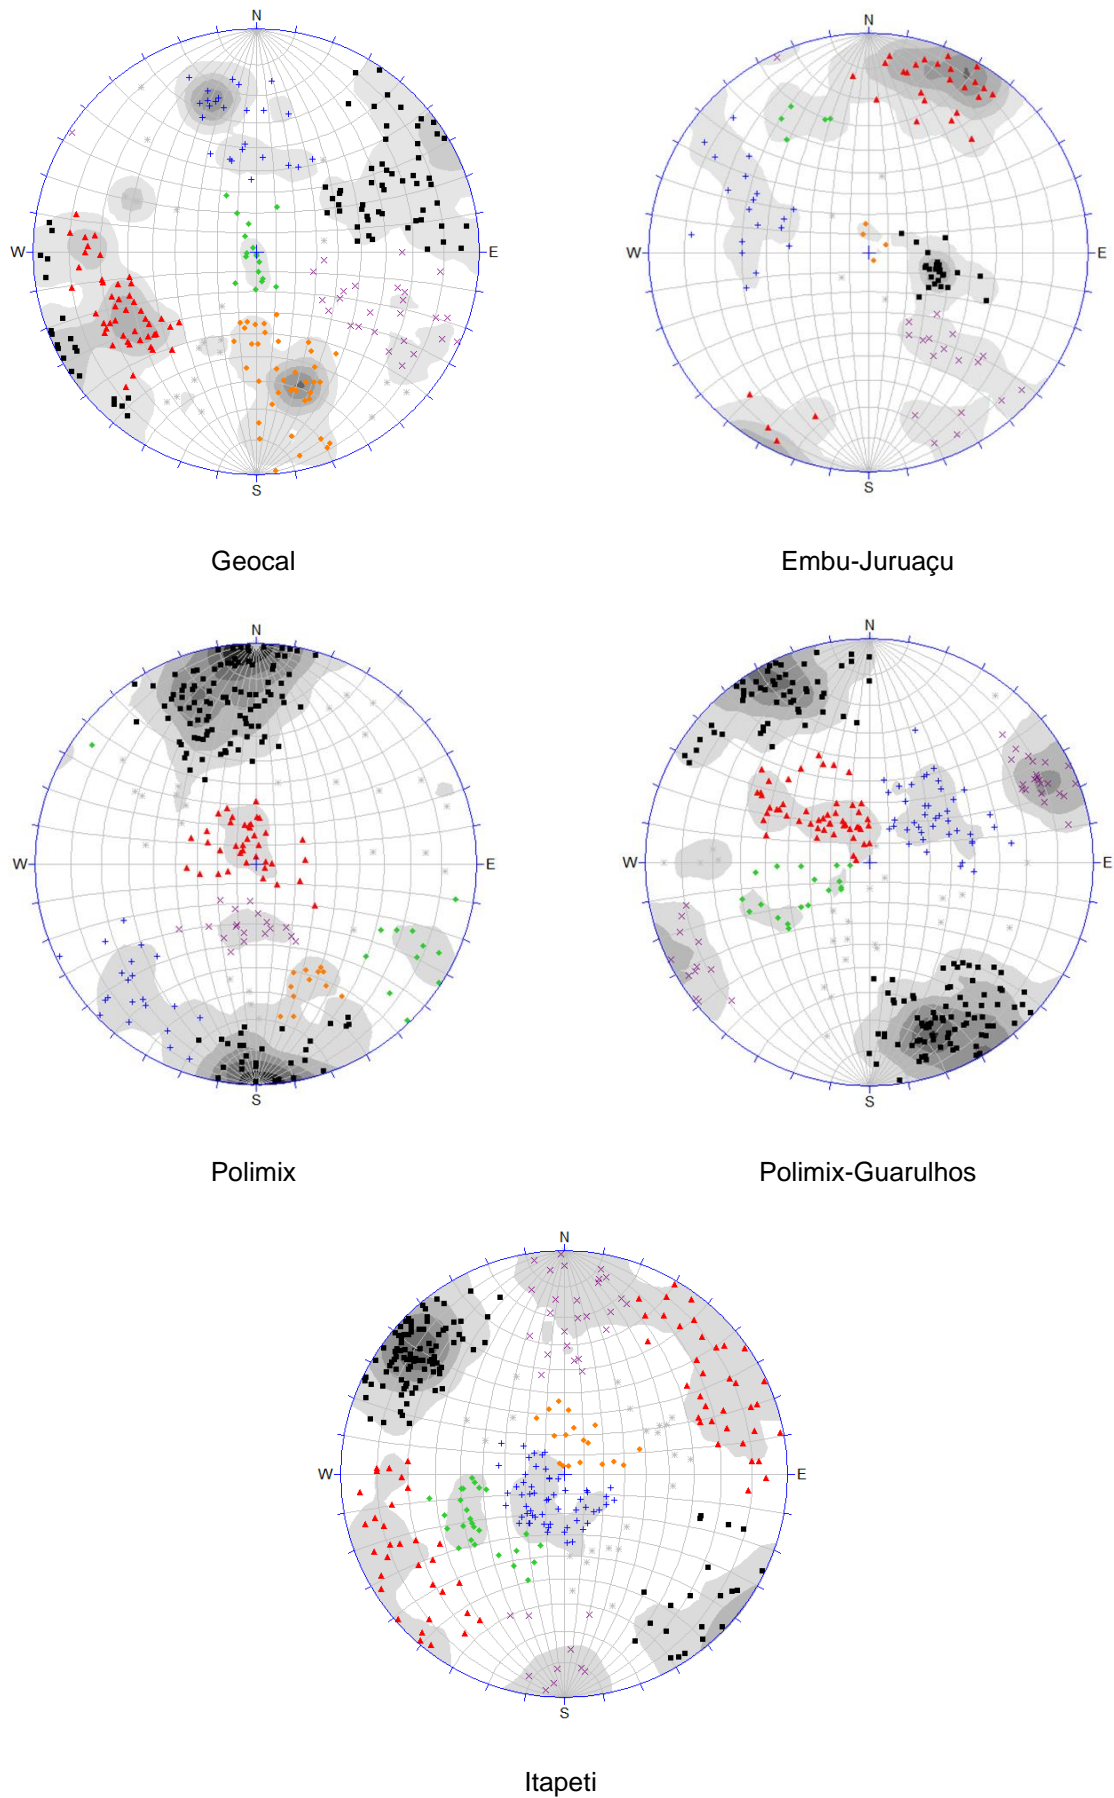 N N
W E W E
S S
Geocal Embu-Juruaçu
N N
W E W E
S S
Polimix Polimix-Guarulhos
N
W E
S
Itapeti